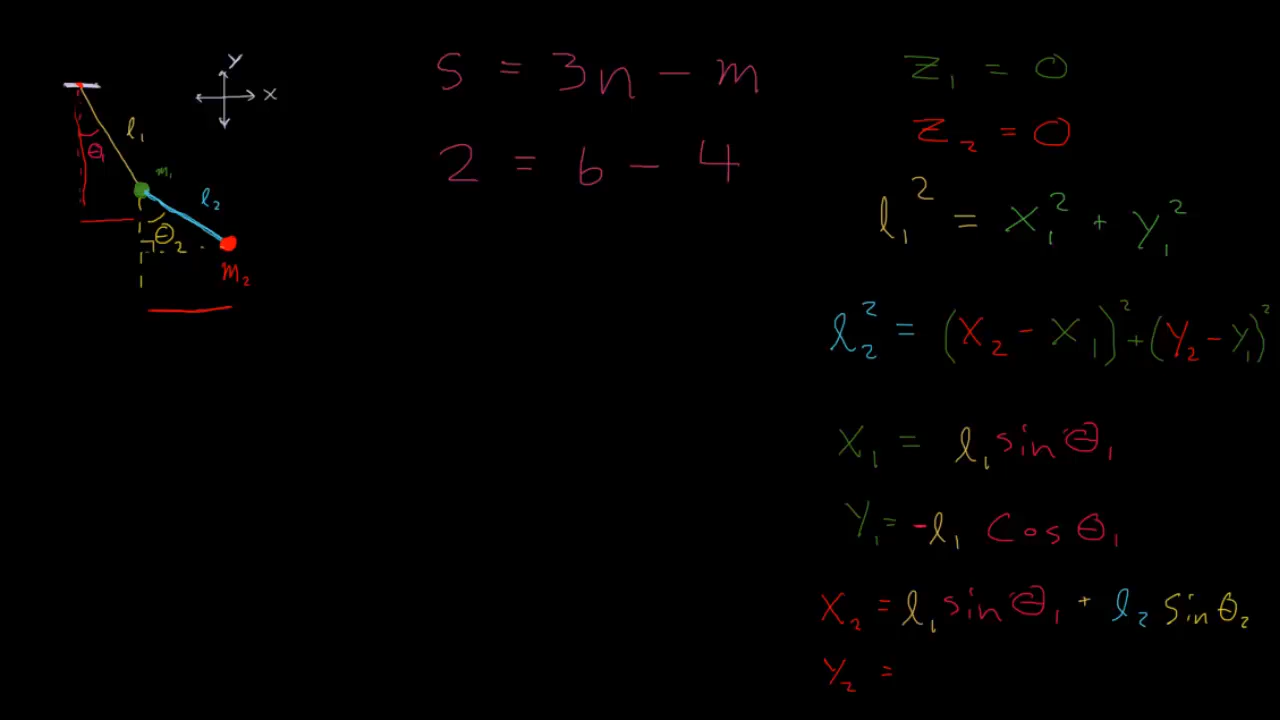 y
x
l₁
θ₁
m₁
l₂
θ₂
m₂
s = 3n - m
2 = 6 - 4
z₁ = 0
z₂ = 0
l₁² = x₁² + y₁²
l₂² = (x₂ - x₁)² + (y₂ - y₁)²
x₁ = l₁ sin θ₁
y₁ = -l₁ cos θ₁
x₂ = l₁ sin θ₁ + l₂ sin θ₂
y₂ =